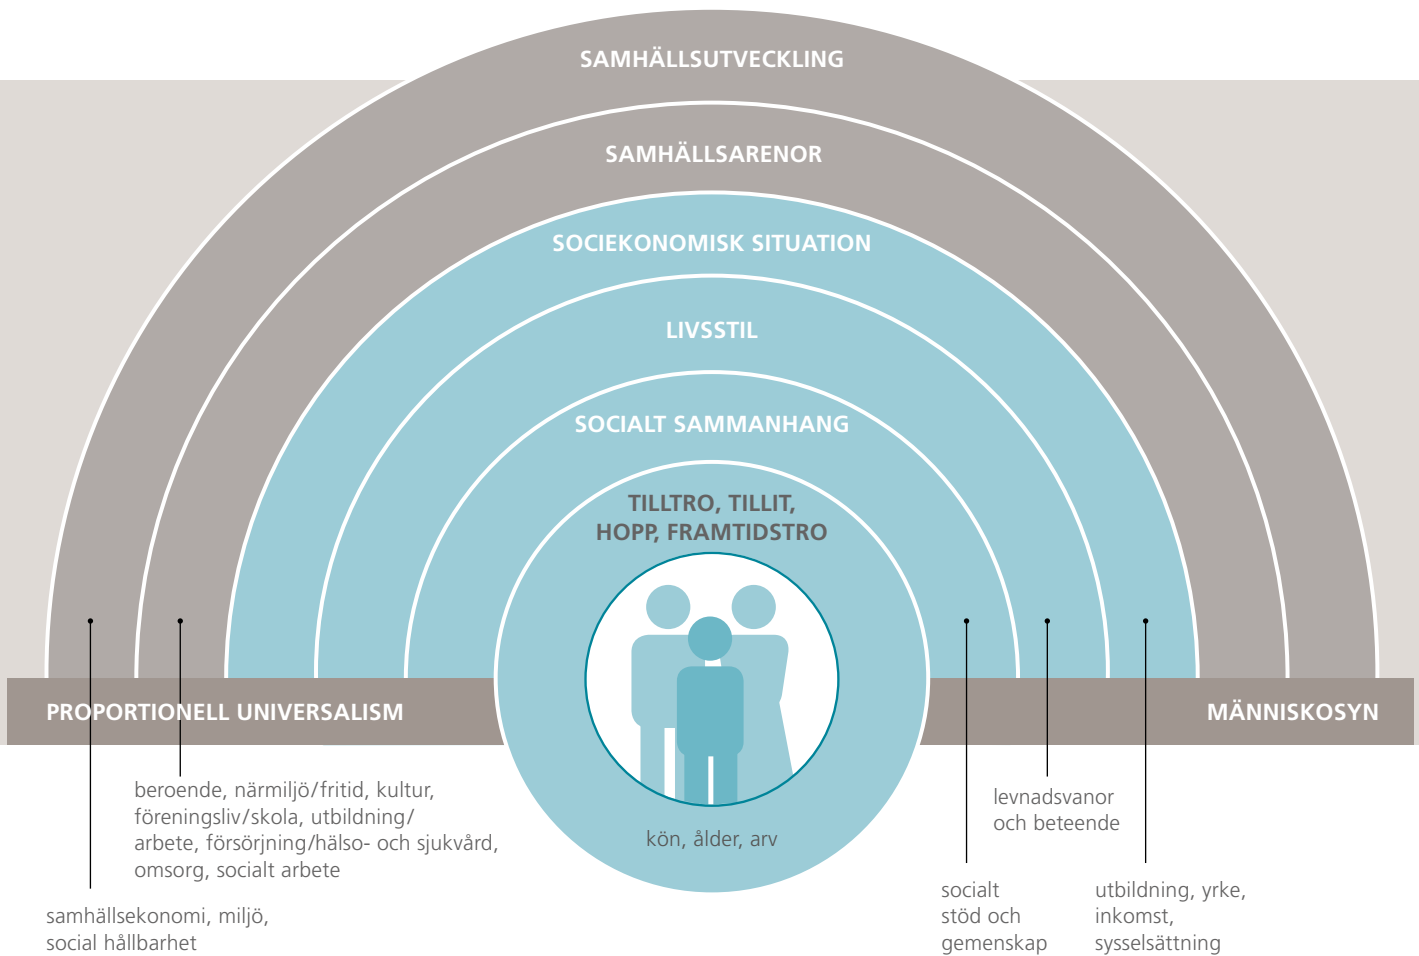 SAMHÄLLSUTVECKLING
SAMHÄLLSARENOR
SOCIEKONOMISK SITUATION
LIVSSTIL
SOCIALT SAMMANHANG
TILLTRO, TILLIT,
HOPP, FRAMTIDSTRO
PROPORTIONELL UNIVERSALISM
MÄNNISKOSYN
beroende, närmiljö/fritid, kultur,
föreningsliv/skola, utbildning/
arbete, försörjning/hälso- och sjukvård,
omsorg, socialt arbete
samhällsekonomi, miljö,
social hållbarhet
kön, ålder, arv
levnadsvanor
och beteende
socialt
stöd och
gemenskap
utbildning, yrke,
inkomst,
sysselsättning